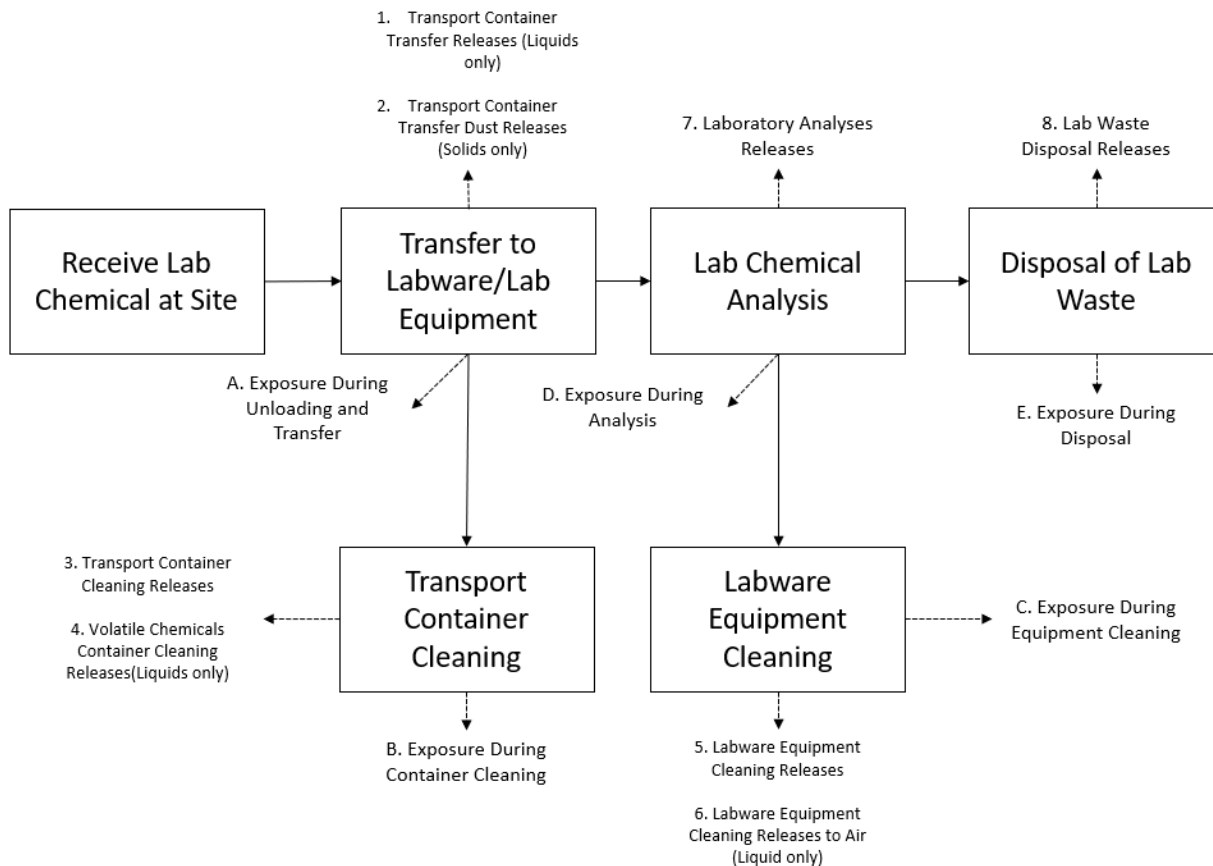 1. Transport Container
Transfer Releases (Liquids
only)
2. Transport Container
Transfer Dust Releases
(Solids only)
7. Laboratory Analyses
Releases
8. Lab Waste
Disposal Releases
Receive Lab
Chemical at Site
Transfer to
Labware/Lab
Equipment
Lab Chemical
Analysis
Disposal of Lab
Waste
A. Exposure During
Unloading and
Transfer
D. Exposure During
Analysis
E. Exposure During
Disposal
3. Transport Container
Cleaning Releases
4. Volatile Chemicals
Container Cleaning
Releases(Liquids only)
Transport
Container
Cleaning
Labware
Equipment
Cleaning
C. Exposure During
Equipment Cleaning
B. Exposure During
Container Cleaning
5. Labware Equipment
Cleaning Releases
6. Labware Equipment
Cleaning Releases to Air
(Liquid only)